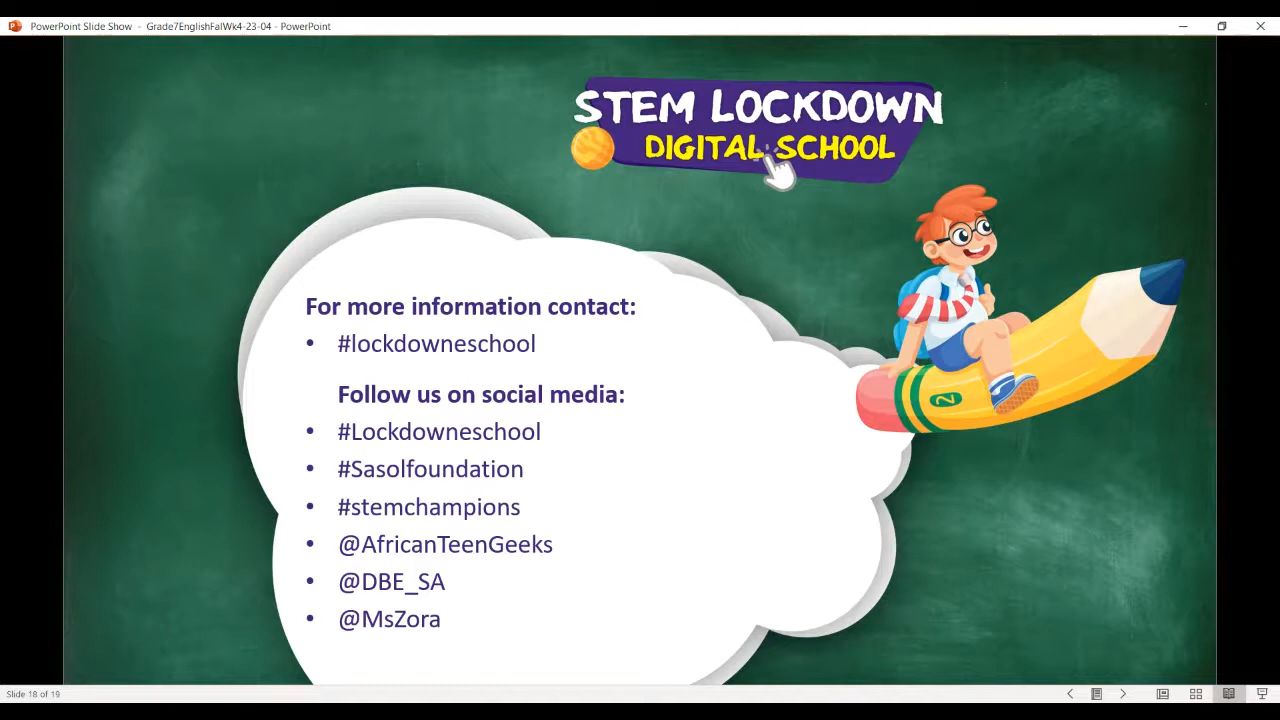 PowerPoint Slide Show - Grade7EnglishFalWk4-23-04 - PowerPoint
STEM LOCKDOWN
DIGITAL SCHOOL
For more information contact:
• #lockdowneschool
Follow us on social media:
• #Lockdowneschool
• #Sasolfoundation
• #stemchampions
• @AfricanTeenGeeks
• @DBE_SA
• @MsZora
2
Slide 18 of 19